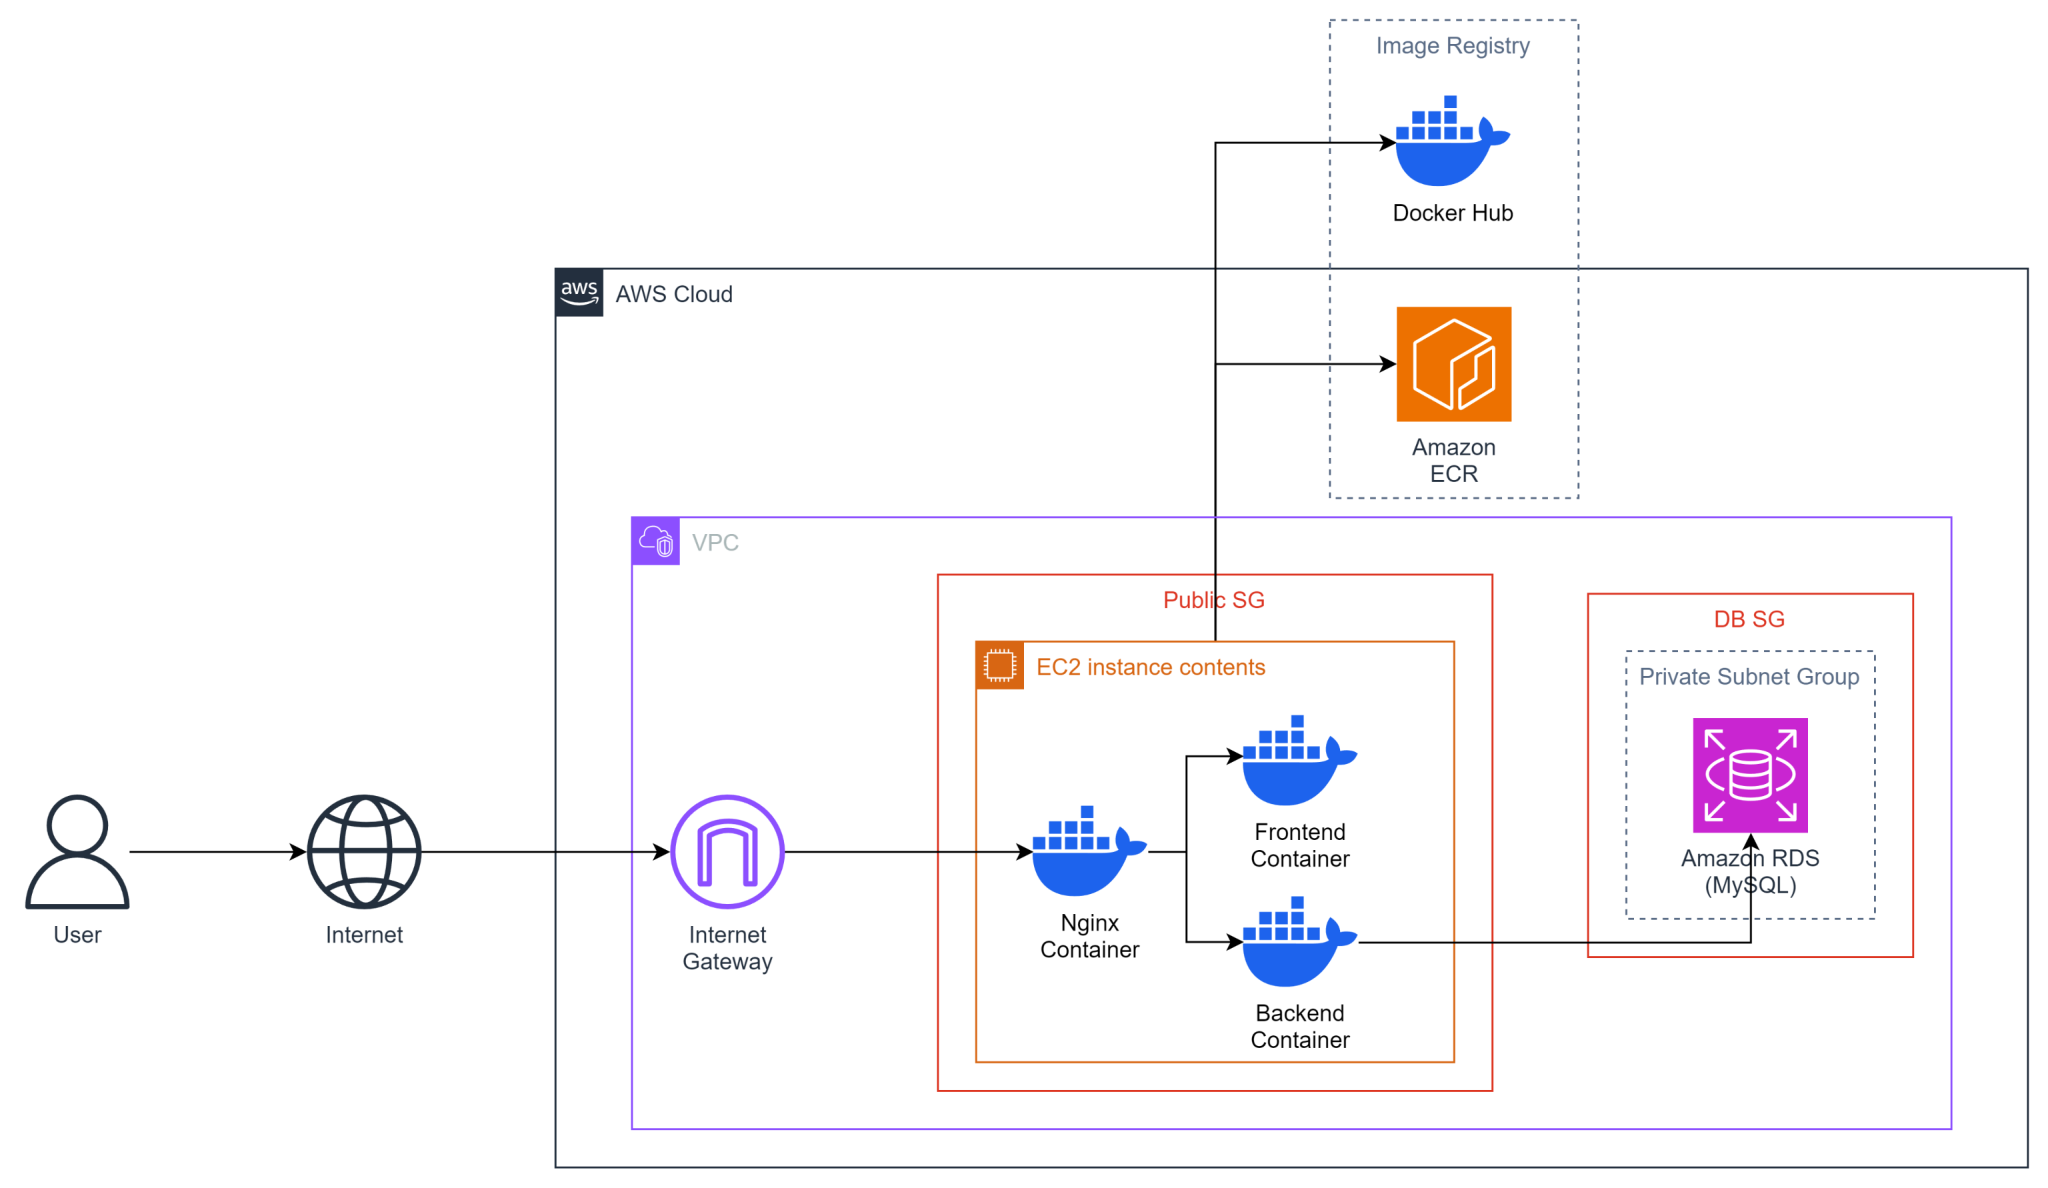 Image Registry
Docker Hub
aws
AWS Cloud
Amazon
ECR
VPC
Public SG
DB SG
EC2 instance contents
Private Subnet Group
Frontend
Container
Amazon RDS
(MySQL)
User
Internet
Internet
Gateway
Nginx
Container
Backend
Container